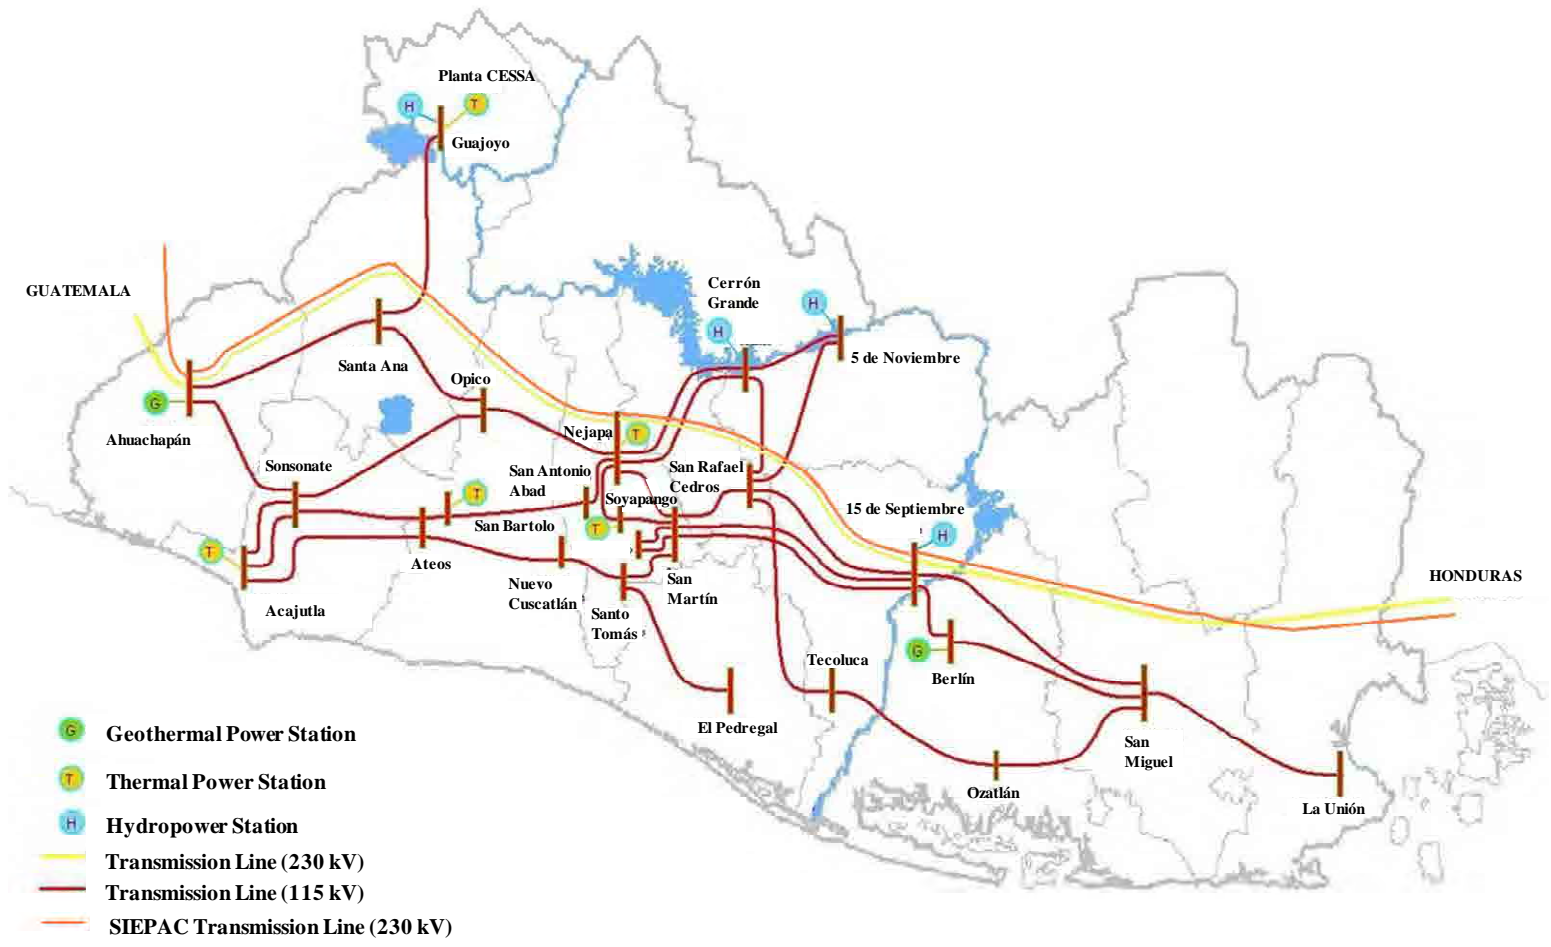 Planta CESSA
H
T
Guajoyo
GUATEMALA
Cerrón
Grande
H
H
5 de Noviembre
Santa Ana
Opico
G
Ahuachapán
Nejapa
T
Sonsonate
San Antonio
Abad
San Rafael
Cedros
T
Soyapango
15 de Septiembre
San Bartolo
T
H
T
Ateos
Acajutla
Nuevo
Cuscatlán
San
Martín
Santo
Tomás
HONDURAS
Tecoluca
G
Berlín
El Pedregal
San
Miguel
Ozatlán
La Unión
G Geothermal Power Station
T Thermal Power Station
H Hydropower Station
Transmission Line (230 kV)
Transmission Line (115 kV)
SIEPAC Transmission Line (230 kV)